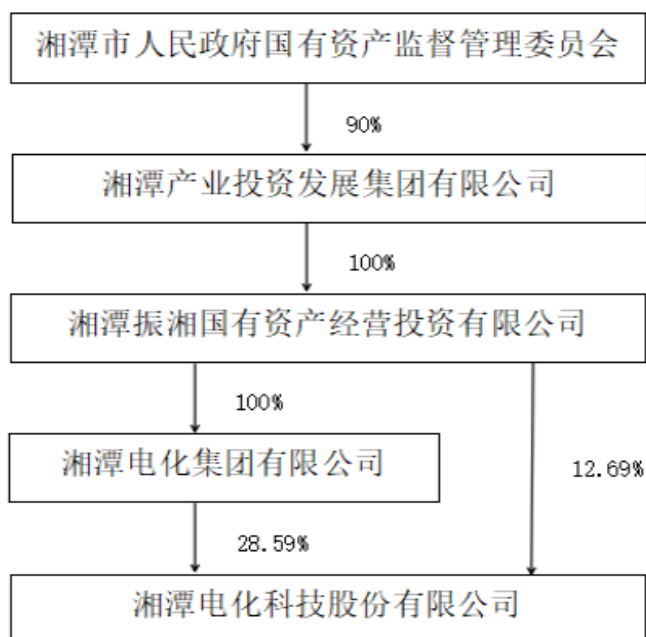 湘潭市人民政府国有资产监督管理委员会
90%
湘潭产业投资发展集团有限公司
100%
湘潭振湘国有资产经营投资有限公司
100%
湘潭电化集团有限公司
12.69%
28.59%
湘潭电化科技股份有限公司